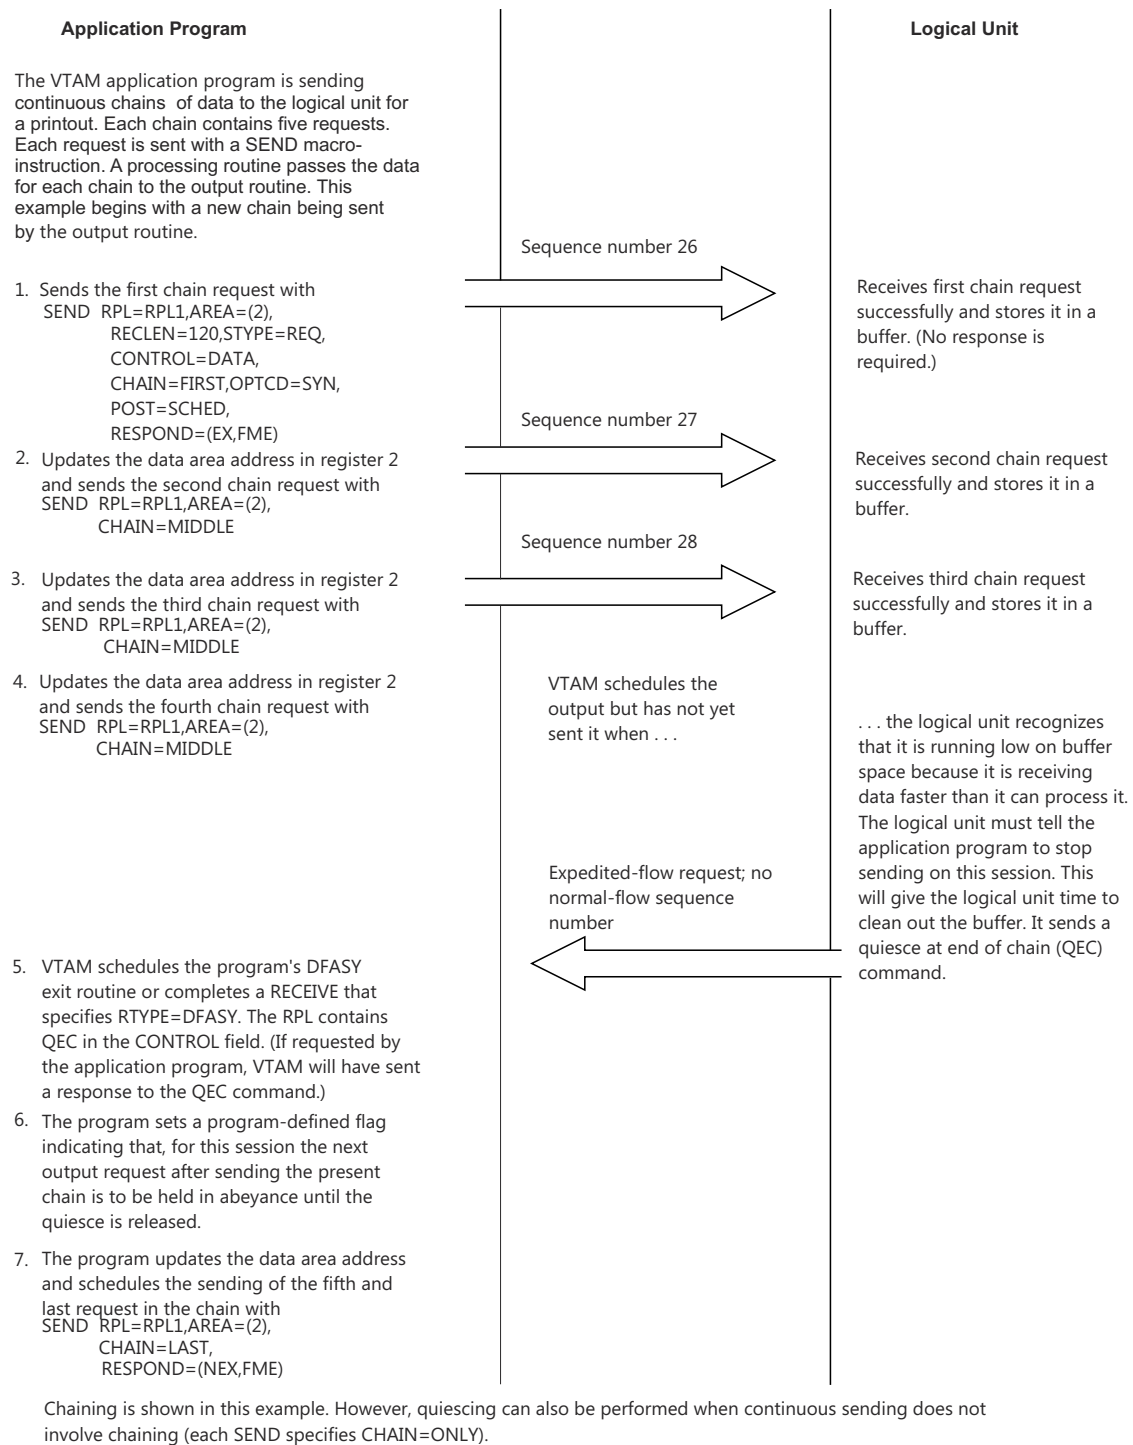 Application Program
Logical Unit
The VTAM application program is sending
continuous chains of data to the logical unit for
a printout. Each chain contains five requests.
Each request is sent with a SEND macro-
instruction. A processing routine passes the data
for each chain to the output routine. This
example begins with a new chain being sent
by the output routine.
Sequence number 26
1. Sends the first chain request with
SEND RPL=RPL1,AREA=(2),
RECLEN=120,STYPE=REQ,
CONTROL=DATA,
CHAIN=FIRST,OPTCD=SYN,
POST=SCHED,
RESPOND=(EX,FME)
Receives first chain request
successfully and stores it in a
buffer. (No response is
required.)
Sequence number 27
2. Updates the data area address in register 2
and sends the second chain request with
SEND RPL=RPL1,AREA=(2),
CHAIN=MIDDLE
Receives second chain request
successfully and stores it in a
buffer.
Sequence number 28
3. Updates the data area address in register 2
and sends the third chain request with
SEND RPL=RPL1,AREA=(2),
CHAIN=MIDDLE
Receives third chain request
successfully and stores it in a
buffer.
4. Updates the data area address in register 2
and sends the fourth chain request with
SEND RPL=RPL1,AREA=(2),
CHAIN=MIDDLE
VTAM schedules the
output but has not yet
sent it when . . .
. . . the logical unit recognizes
that it is running low on buffer
space because it is receiving
data faster than it can process it.
The logical unit must tell the
application program to stop
sending on this session. This
will give the logical unit time to
clean out the buffer. It sends a
quiesce at end of chain (QEC)
command.
Expedited-flow request; no
normal-flow sequence
number
5. VTAM schedules the program's DFASY
exit routine or completes a RECEIVE that
specifies RTYPE=DFASY. The RPL contains
QEC in the CONTROL field. (If requested by
the application program, VTAM will have sent
a response to the QEC command.)
6. The program sets a program-defined flag
indicating that, for this session the next
output request after sending the present
chain is to be held in abeyance until the
quiesce is released.
7. The program updates the data area address
and schedules the sending of the fifth and
last request in the chain with
SEND RPL=RPL1,AREA=(2),
CHAIN=LAST,
RESPOND=(NEX,FME)
Chaining is shown in this example. However, quiescing can also be performed when continuous sending does not
involve chaining (each SEND specifies CHAIN=ONLY).